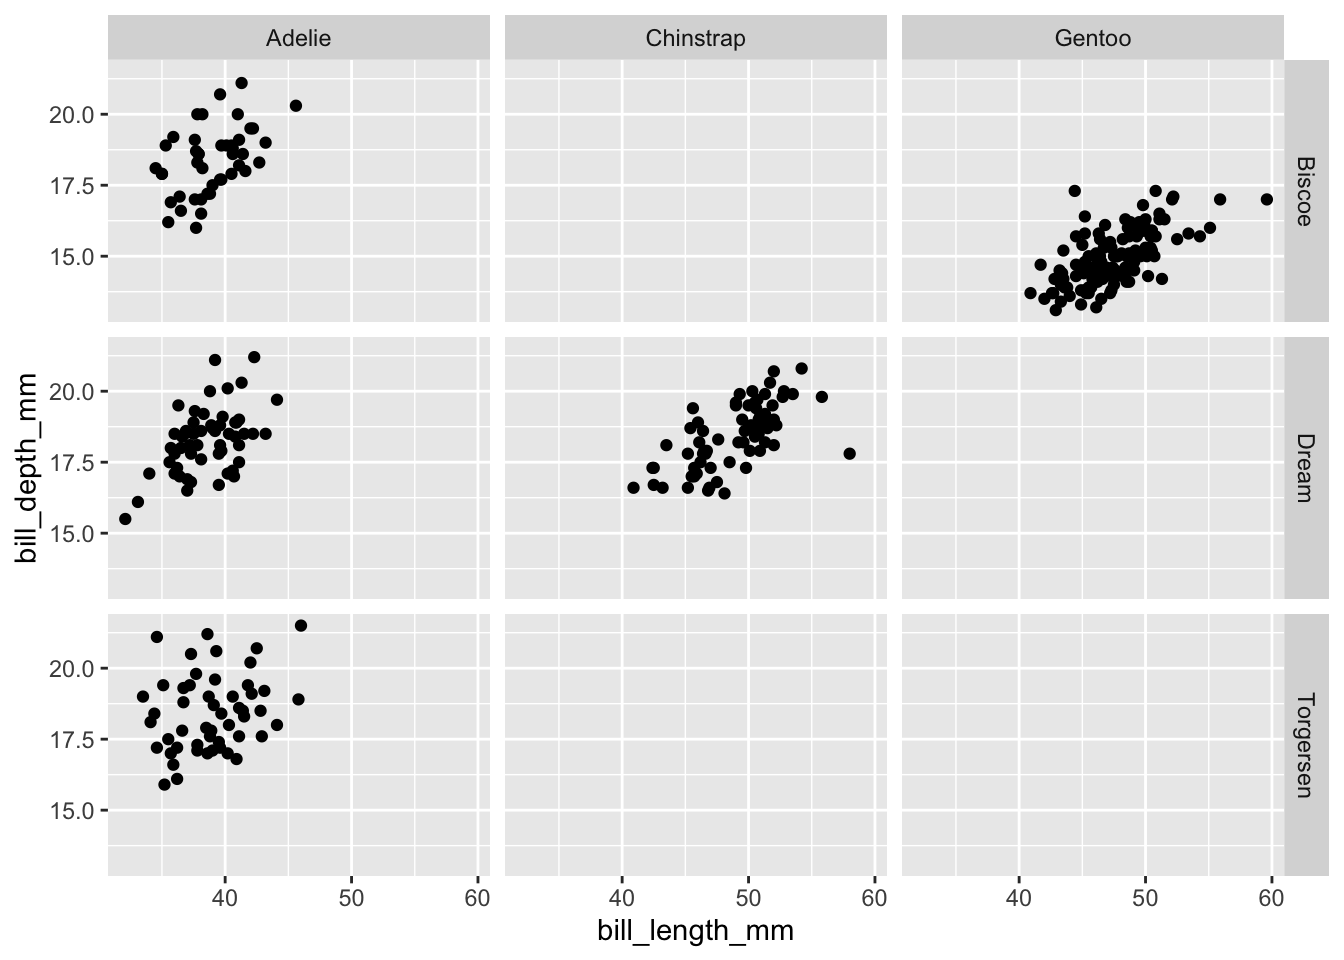 Adelie Chinstrap Gentoo
20.0
17.5
15.0
Biscoe
20.0
17.5
15.0
Dream
20.0
17.5
15.0
Torgersen
bill_depth_mm
40 50 60 40 50 60 40 50 60
bill_length_mm